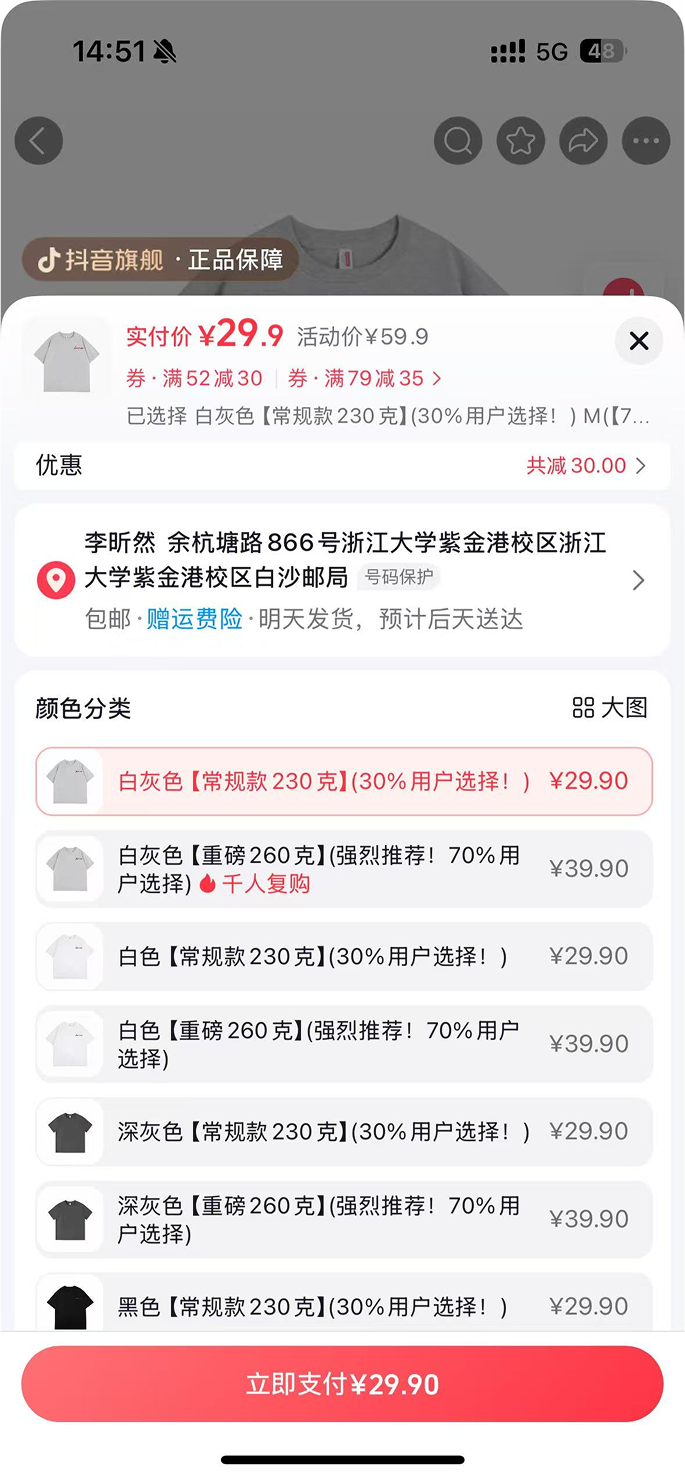 14:51 5G 48
抖音旗舰 · 正品保障
实付价 ¥29.9 活动价¥59.9
券 · 满52减30 券 · 满79减35
已选择 白灰色【常规款230克】(30%用户选择！) M(【7...
优惠 共减30.00
李昕然 余杭塘路866号浙江大学紫金港校区浙江
大学紫金港校区白沙邮局 号码保护
包邮 · 赠运费险 · 明天发货，预计后天送达
颜色分类 大图
白灰色【常规款230克】(30%用户选择！) ¥29.90
白灰色【重磅260克】(强烈推荐！70%用
户选择) 千人复购 ¥39.90
白色【常规款230克】(30%用户选择！) ¥29.90
白色【重磅260克】(强烈推荐！70%用户
选择) ¥39.90
深灰色【常规款230克】(30%用户选择！) ¥29.90
深灰色【重磅260克】(强烈推荐！70%用
户选择) ¥39.90
黑色【常规款230克】(30%用户选择！) ¥29.90
立即支付¥29.90